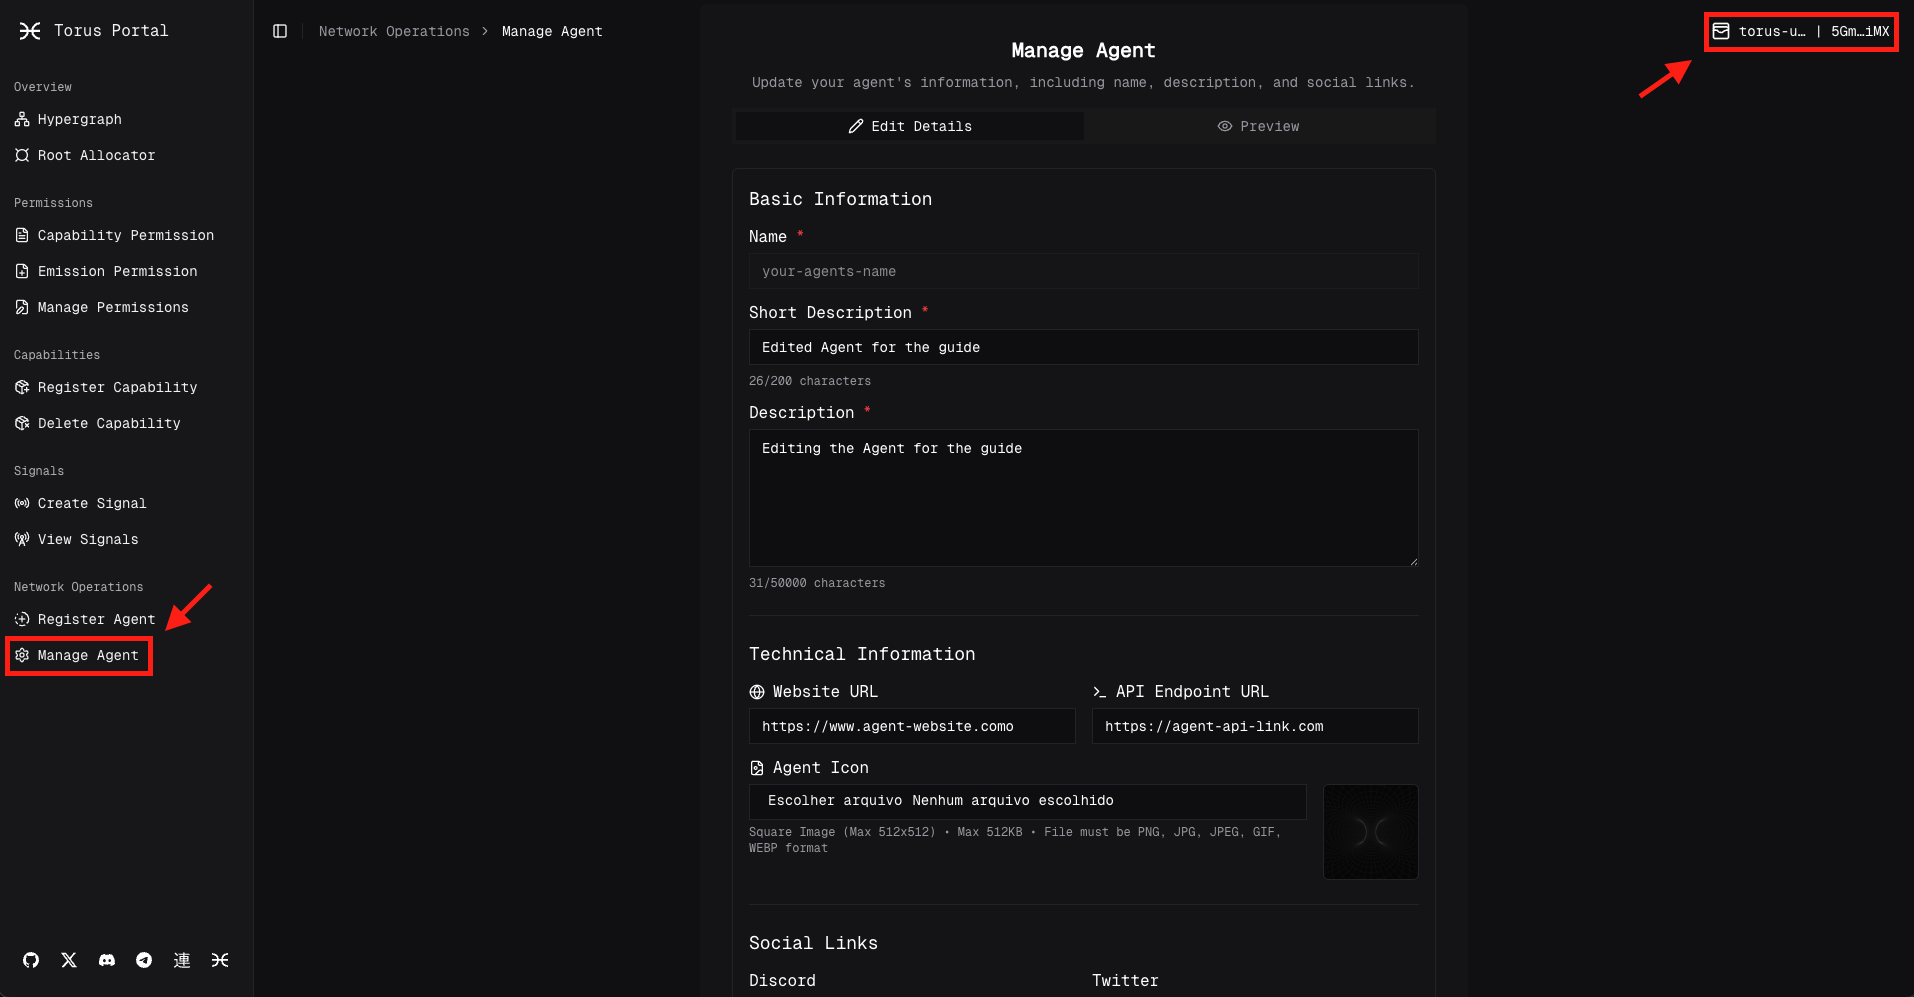 Torus Portal
Overview
Hypergraph
Root Allocator
Permissions
Capability Permission
Emission Permission
Manage Permissions
Capabilities
Register Capability
Delete Capability
Signals
Create Signal
View Signals
Network Operations
Register Agent
Manage Agent
連
Network Operations > Manage Agent
torus-u… | 5Gm…iMX
Manage Agent
Update your agent's information, including name, description, and social links.
Edit Details
Preview
Basic Information
Name *
your-agents-name
Short Description *
Edited Agent for the guide
26/200 characters
Description *
Editing the Agent for the guide
31/50000 characters
Technical Information
Website URL
https://www.agent-website.como
API Endpoint URL
https://agent-api-link.com
Agent Icon
Escolher arquivo Nenhum arquivo escolhido
Square Image (Max 512x512) • Max 512KB • File must be PNG, JPG, JPEG, GIF,
WEBP format
Social Links
Discord
Twitter